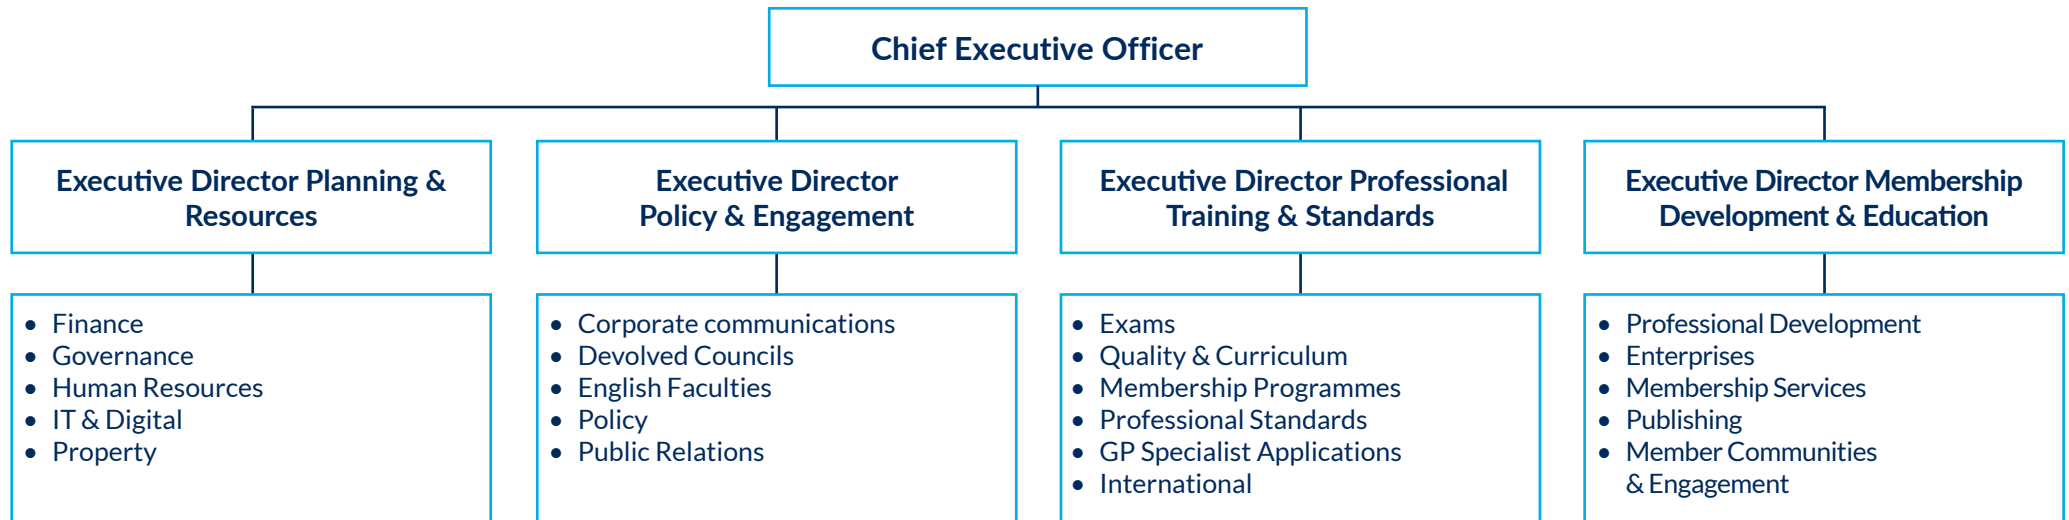 Chief Executive Officer
Executive Director Planning &
Resources
Executive Director
Policy & Engagement
Executive Director Professional
Training & Standards
Executive Director Membership
Development & Education
• Finance
• Governance
• Human Resources
• IT & Digital
• Property
• Corporate communications
• Devolved Councils
• English Faculties
• Policy
• Public Relations
• Exams
• Quality & Curriculum
• Membership Programmes
• Professional Standards
• GP Specialist Applications
• International
• Professional Development
• Enterprises
• Membership Services
• Publishing
• Member Communities
& Engagement